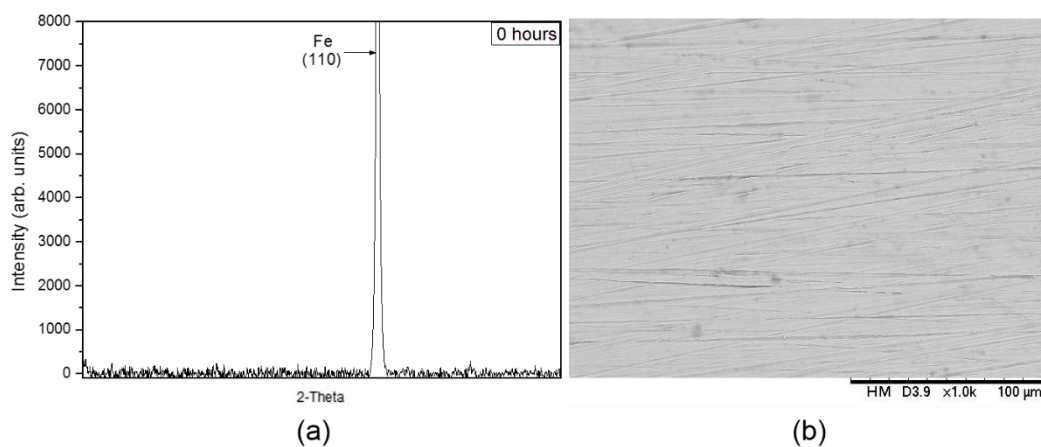 0 hours
Fe
(110)
8000
7000
6000
5000
4000
3000
2000
1000
0
Intensity (arb. units)
2-Theta
HM D3.9 x1.0k 100 µm
(a)
(b)